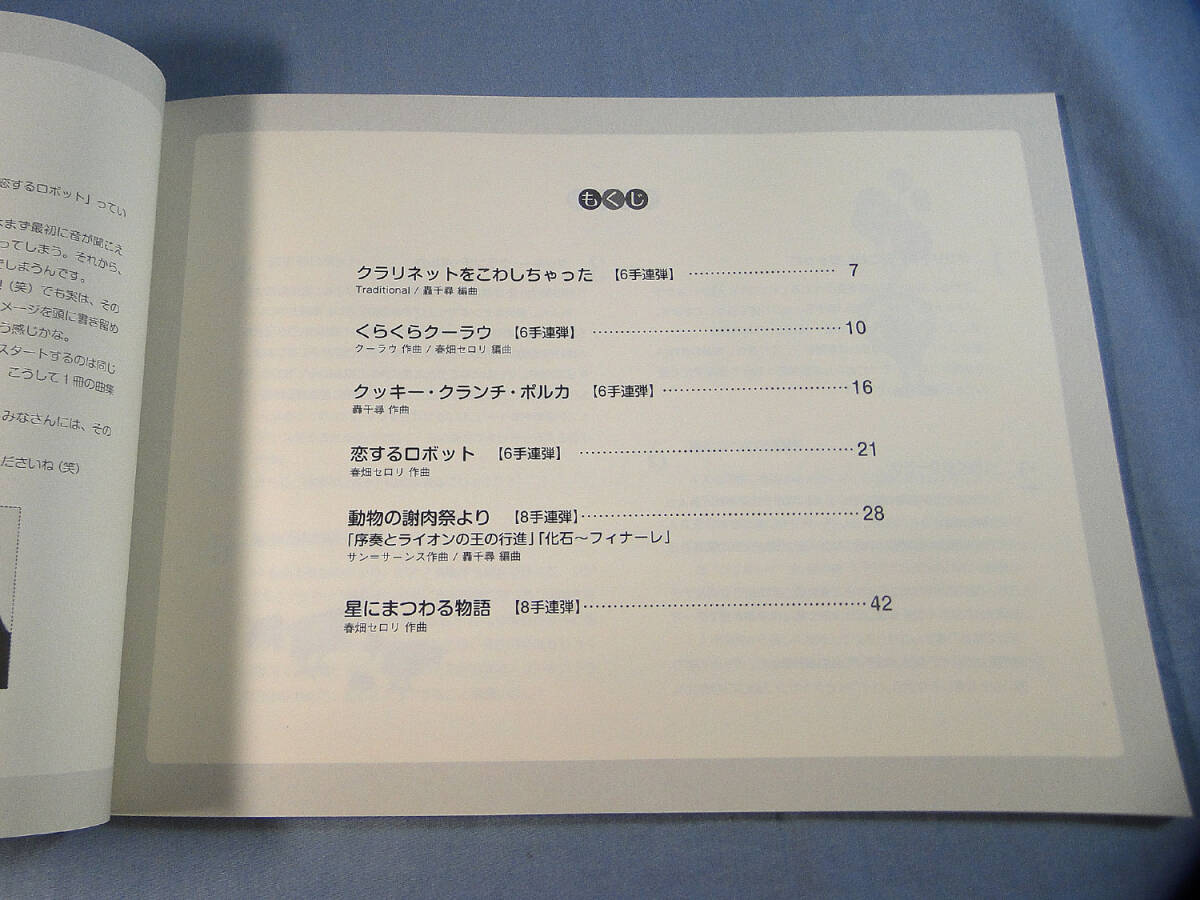 恋するロボット」ってい
まず最初に音が聞こえ
ってしまう。それから、
でしまうんです。
！（笑）でも実は、その
メージを頭に書き留め
う感じかな。
スタートするのは同じ
こうして1冊の曲集
みなさんには、その
ださいね（笑）
もくじ
クラリネットをこわしちゃった 【6手連弾】 ………………………… 7
Traditional / 轟千尋 編曲
くらくらクーラウ 【6手連弾】 ………………………… 10
クーラウ 作曲 / 春畑セロリ 編曲
クッキー・クランチ・ポルカ 【6手連弾】 ………………………… 16
轟千尋 作曲
恋するロボット 【6手連弾】 ………………………… 21
春畑セロリ 作曲
動物の謝肉祭より 【8手連弾】 ………………………… 28
「序奏とライオンの王の行進」「化石～フィナーレ」
サン＝サーンス作曲 / 轟千尋 編曲
星にまつわる物語 【8手連弾】 ………………………… 42
春畑セロリ 作曲